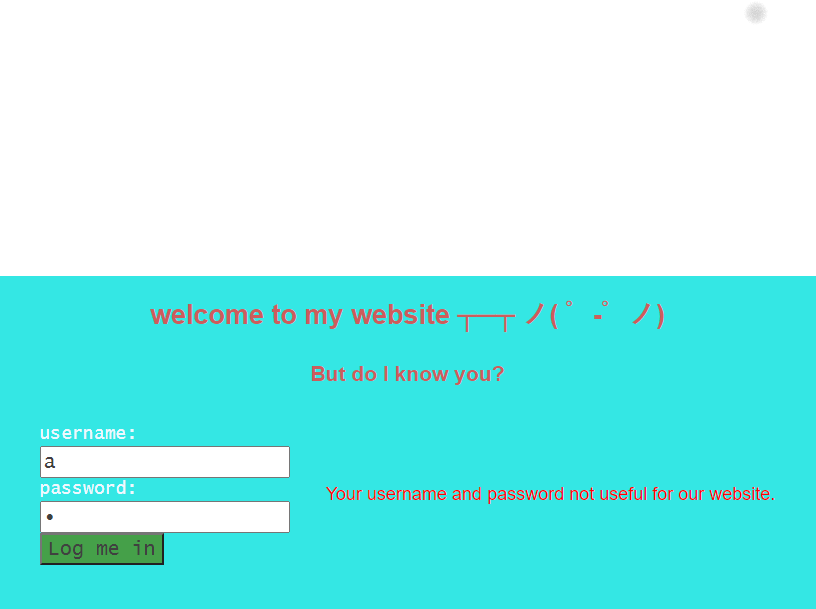 welcome to my website ┬─┬ ノ( ゜-゜ノ)
But do I know you?
username:
a
password:
•
Your username and password not useful for our website.
Log me in